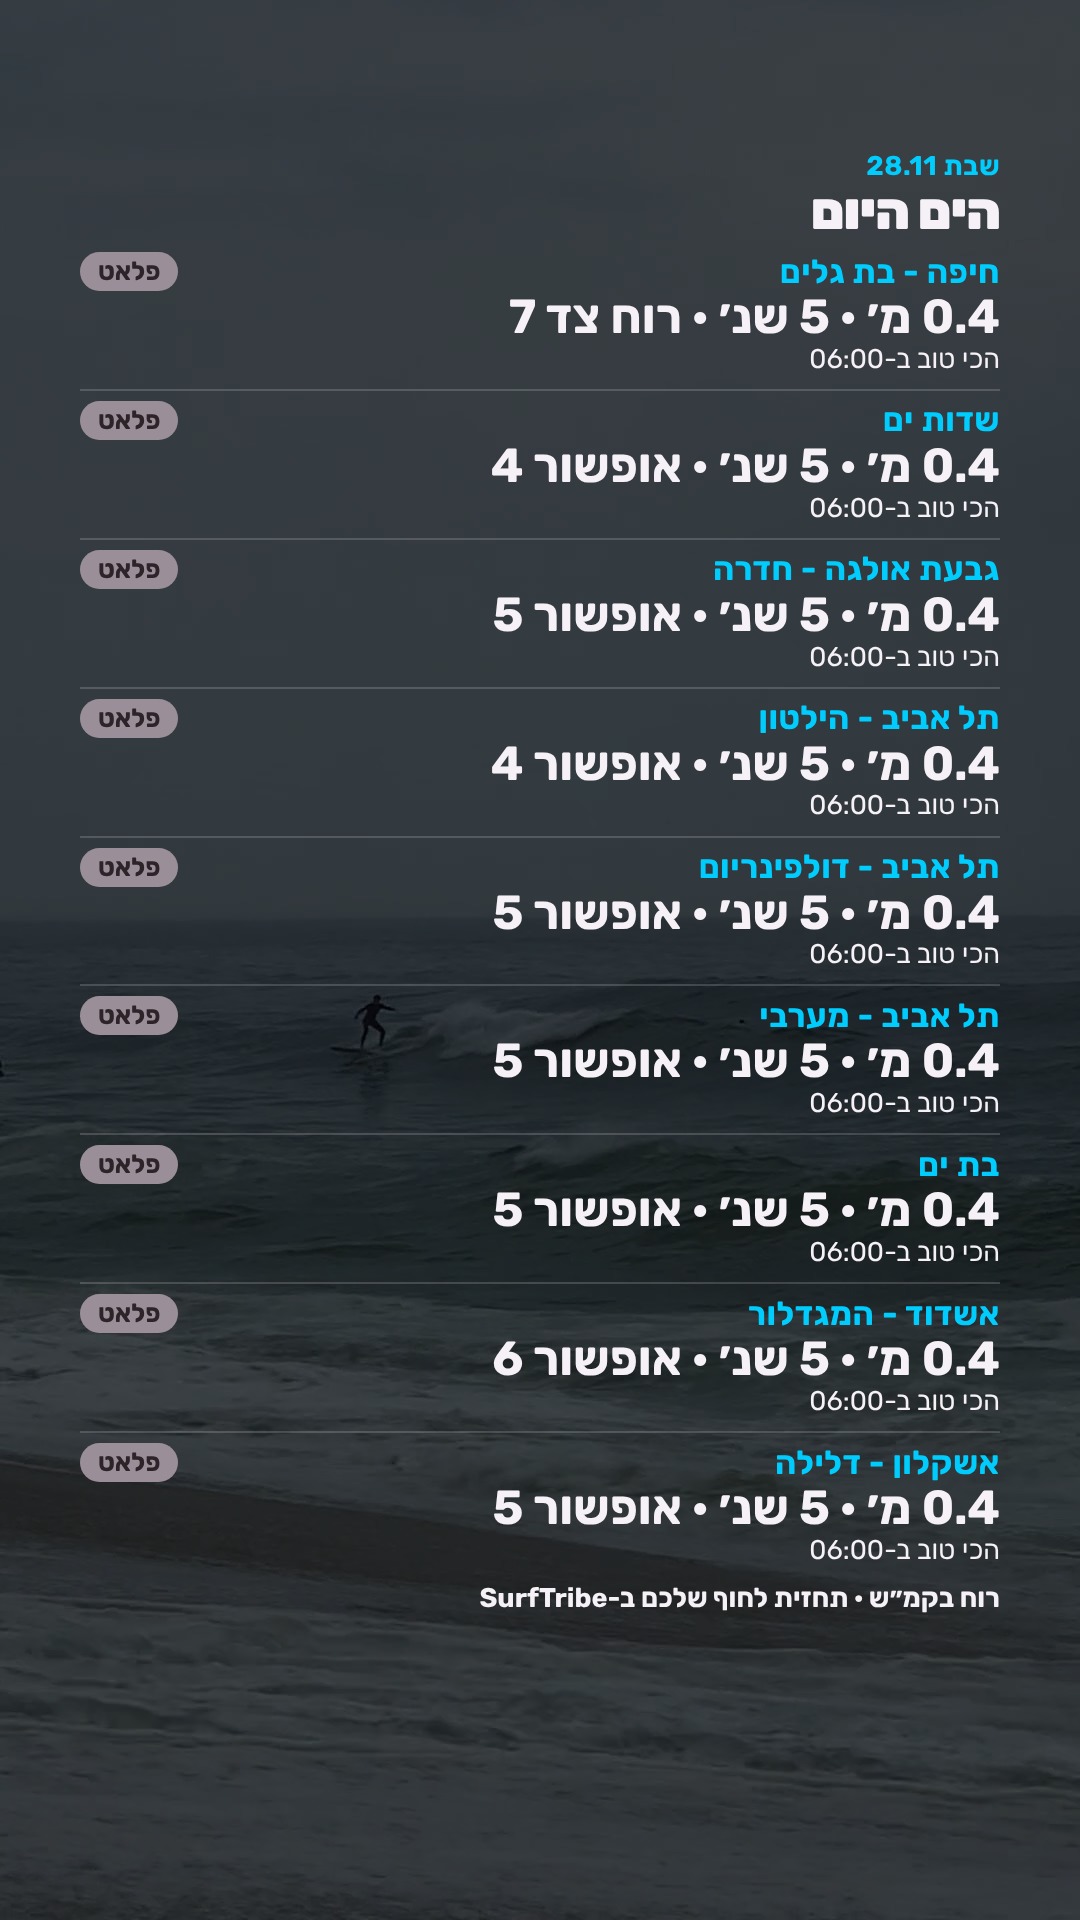 שבת 28.11
הים היום
חיפה - בת גלים
פלאט
0.4 מ׳ • 5 שנ׳ • רוח צד 7
הכי טוב ב-06:00
שדות ים
פלאט
0.4 מ׳ • 5 שנ׳ • אופשור 4
הכי טוב ב-06:00
גבעת אולגה - חדרה
פלאט
0.4 מ׳ • 5 שנ׳ • אופשור 5
הכי טוב ב-06:00
תל אביב - הילטון
פלאט
0.4 מ׳ • 5 שנ׳ • אופשור 4
הכי טוב ב-06:00
תל אביב - דולפינריום
פלאט
0.4 מ׳ • 5 שנ׳ • אופשור 5
הכי טוב ב-06:00
תל אביב - מערבי
פלאט
0.4 מ׳ • 5 שנ׳ • אופשור 5
הכי טוב ב-06:00
בת ים
פלאט
0.4 מ׳ • 5 שנ׳ • אופשור 5
הכי טוב ב-06:00
אשדוד - המגדלור
פלאט
0.4 מ׳ • 5 שנ׳ • אופשור 6
הכי טוב ב-06:00
אשקלון - דלילה
פלאט
0.4 מ׳ • 5 שנ׳ • אופשור 5
הכי טוב ב-06:00
רוח בקמ״ש • תחזית לחוף שלכם ב-SurfTribe